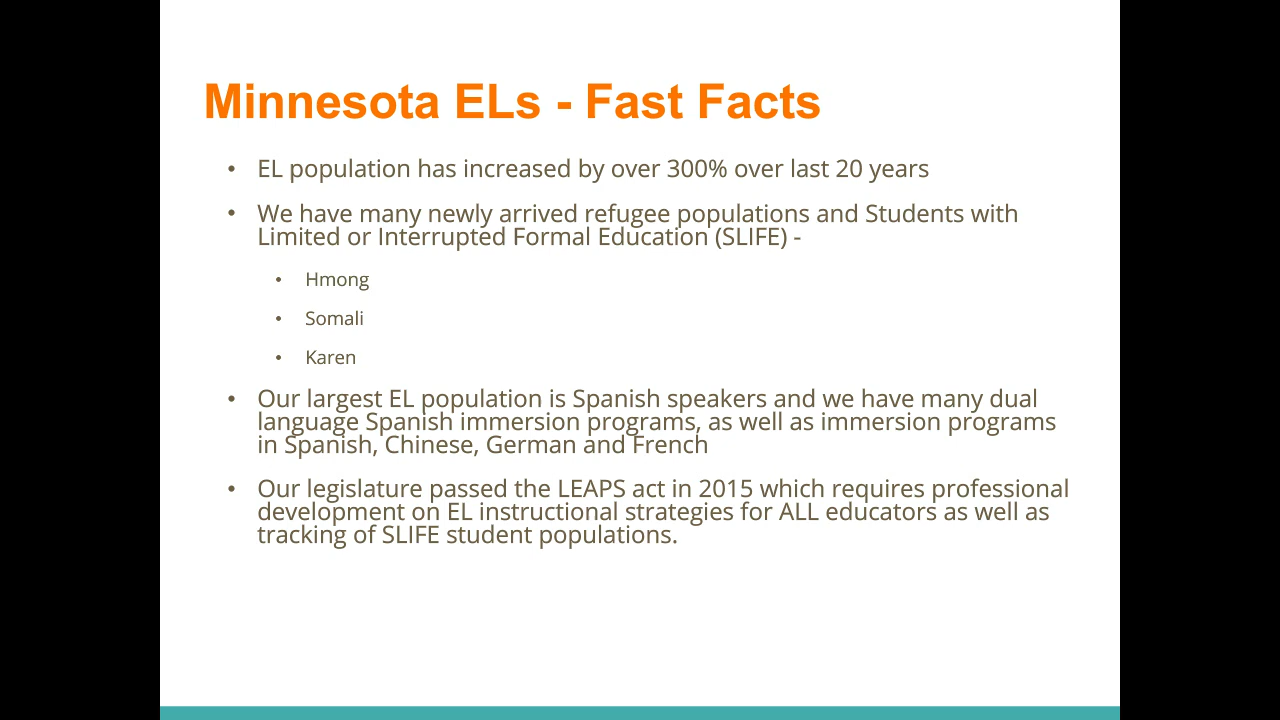 Minnesota ELs - Fast Facts
• EL population has increased by over 300% over last 20 years
• We have many newly arrived refugee populations and Students with
Limited or Interrupted Formal Education (SLIFE) -
• Hmong
• Somali
• Karen
• Our largest EL population is Spanish speakers and we have many dual
language Spanish immersion programs, as well as immersion programs
in Spanish, Chinese, German and French
• Our legislature passed the LEAPS act in 2015 which requires professional
development on EL instructional strategies for ALL educators as well as
tracking of SLIFE student populations.